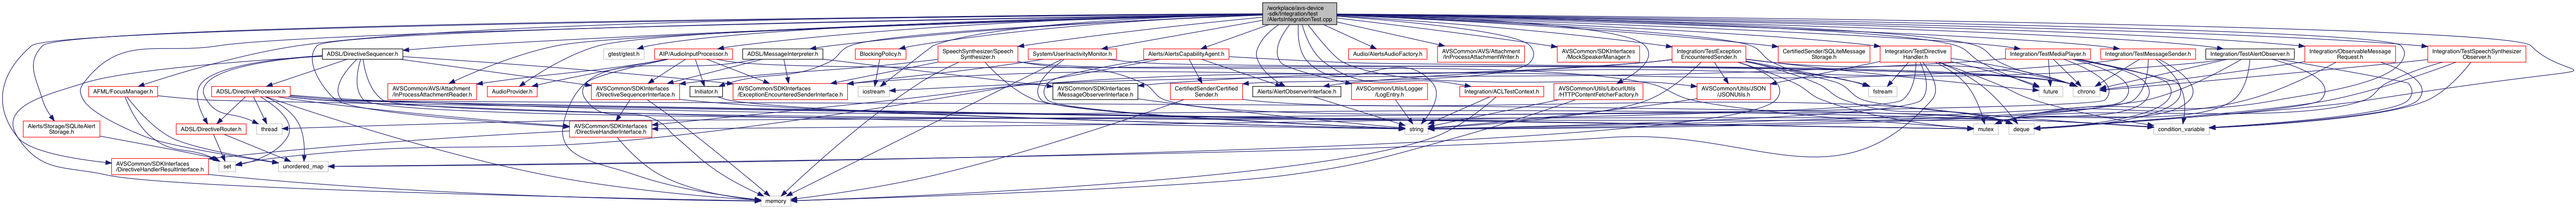 /workplace/avs-device
-sdk/Integration/test
/AlertsIntegrationTest.cpp
ADSL/DirectiveSequencer.h
gtest/gtest.h
AIP/AudioInputProcessor.h
ADSL/MessageInterpreter.h
BlockingPolicy.h
SpeechSynthesizer/Speech
Synthesizer.h
System/UserInactivityMonitor.h
Alerts/AlertsCapabilityAgent.h
Audio/AlertsAudioFactory.h
AVSCommon/AVS/Attachment
/InProcessAttachmentWriter.h
AVSCommon/SDKInterfaces
/MockSpeakerManager.h
Integration/TestException
EncounteredSender.h
CertifiedSender/SQLiteMessage
Storage.h
Integration/TestDirective
Handler.h
Integration/TestMediaPlayer.h
Integration/TestMessageSender.h
Integration/TestAlertObserver.h
Integration/ObservableMessage
Request.h
Integration/TestSpeechSynthesizer
Observer.h
AFML/FocusManager.h
ADSL/DirectiveProcessor.h
AVSCommon/AVS/Attachment
/InProcessAttachmentReader.h
AudioProvider.h
AVSCommon/SDKInterfaces
/DirectiveSequencerInterface.h
Initiator.h
AVSCommon/SDKInterfaces
/ExceptionEncounteredSenderInterface.h
iostream
AVSCommon/SDKInterfaces
/MessageObserverInterface.h
CertifiedSender/Certified
Sender.h
Alerts/AlertObserverInterface.h
AVSCommon/Utils/Logger
/LogEntry.h
Integration/ACLTestContext.h
AVSCommon/Utils/LibcurlUtils
/HTTPContentFetcherFactory.h
AVSCommon/Utils/JSON
/JSONUtils.h
fstream
future
chrono
Alerts/Storage/SQLiteAlert
Storage.h
ADSL/DirectiveRouter.h
thread
AVSCommon/SDKInterfaces
/DirectiveHandlerInterface.h
string
mutex
deque
condition_variable
AVSCommon/SDKInterfaces
/DirectiveHandlerResultInterface.h
set
unordered_map
memory